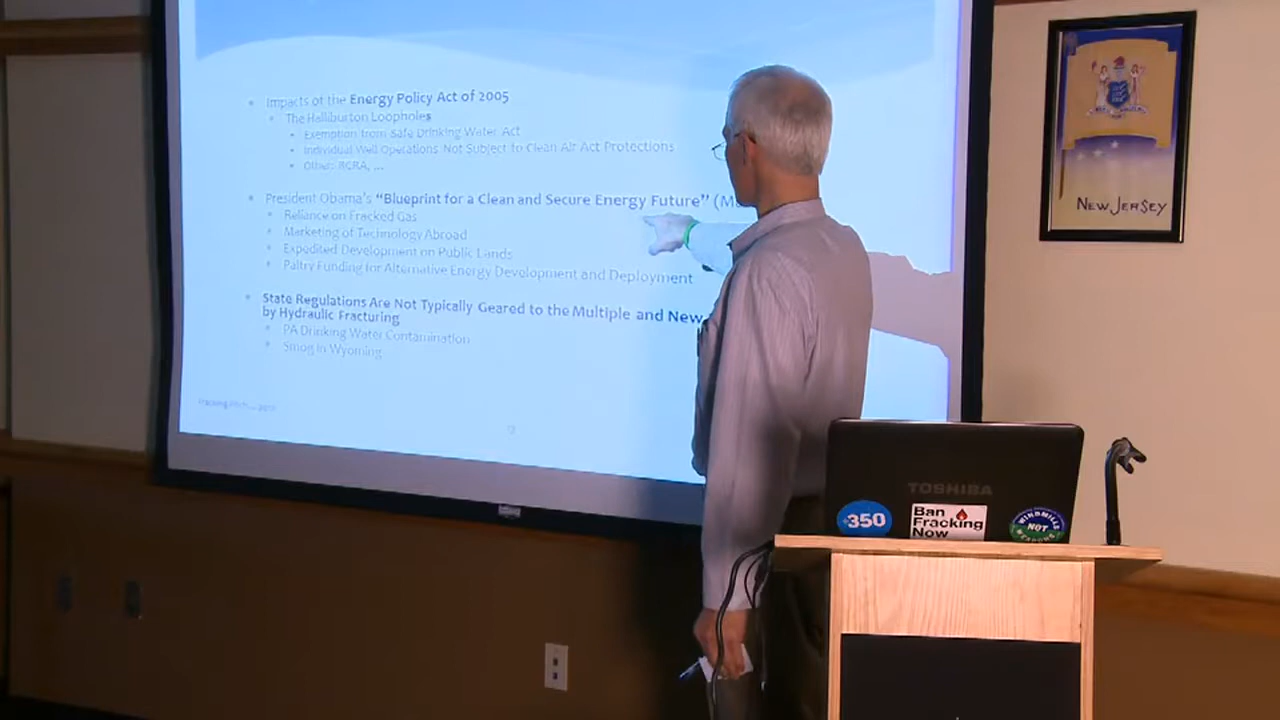 Impacts of the Energy Policy Act of 2005
The Halliburton Loopholes
Exemption from Safe Drinking Water Act
Individual Well Operations Not Subject to Clean Air Act Protections
Other: RCRA, ...
President Obama's “Blueprint for a Clean and Secure Energy Future” (M
Reliance on Fracked Gas
Marketing of Technology Abroad
Expedited Development on Public Lands
Paltry Funding for Alternative Energy Development and Deployment
State Regulations Are Not Typically Geared to the Multiple and New
by Hydraulic Fracturing
PA Drinking Water Contamination
Smog in Wyoming
Fracking
NEW JERSEY
TOSHIBA
350
Ban
Fracking
Now
WINDMILLS
NOT
WEAPONS